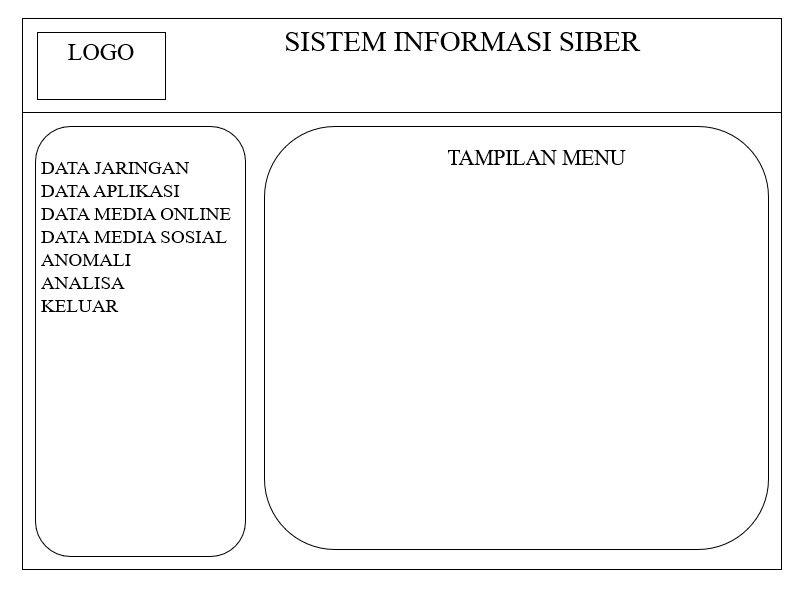 LOGO
SISTEM INFORMASI SIBER
DATA JARINGAN
DATA APLIKASI
DATA MEDIA ONLINE
DATA MEDIA SOSIAL
ANOMALI
ANALISA
KELUAR
TAMPILAN MENU